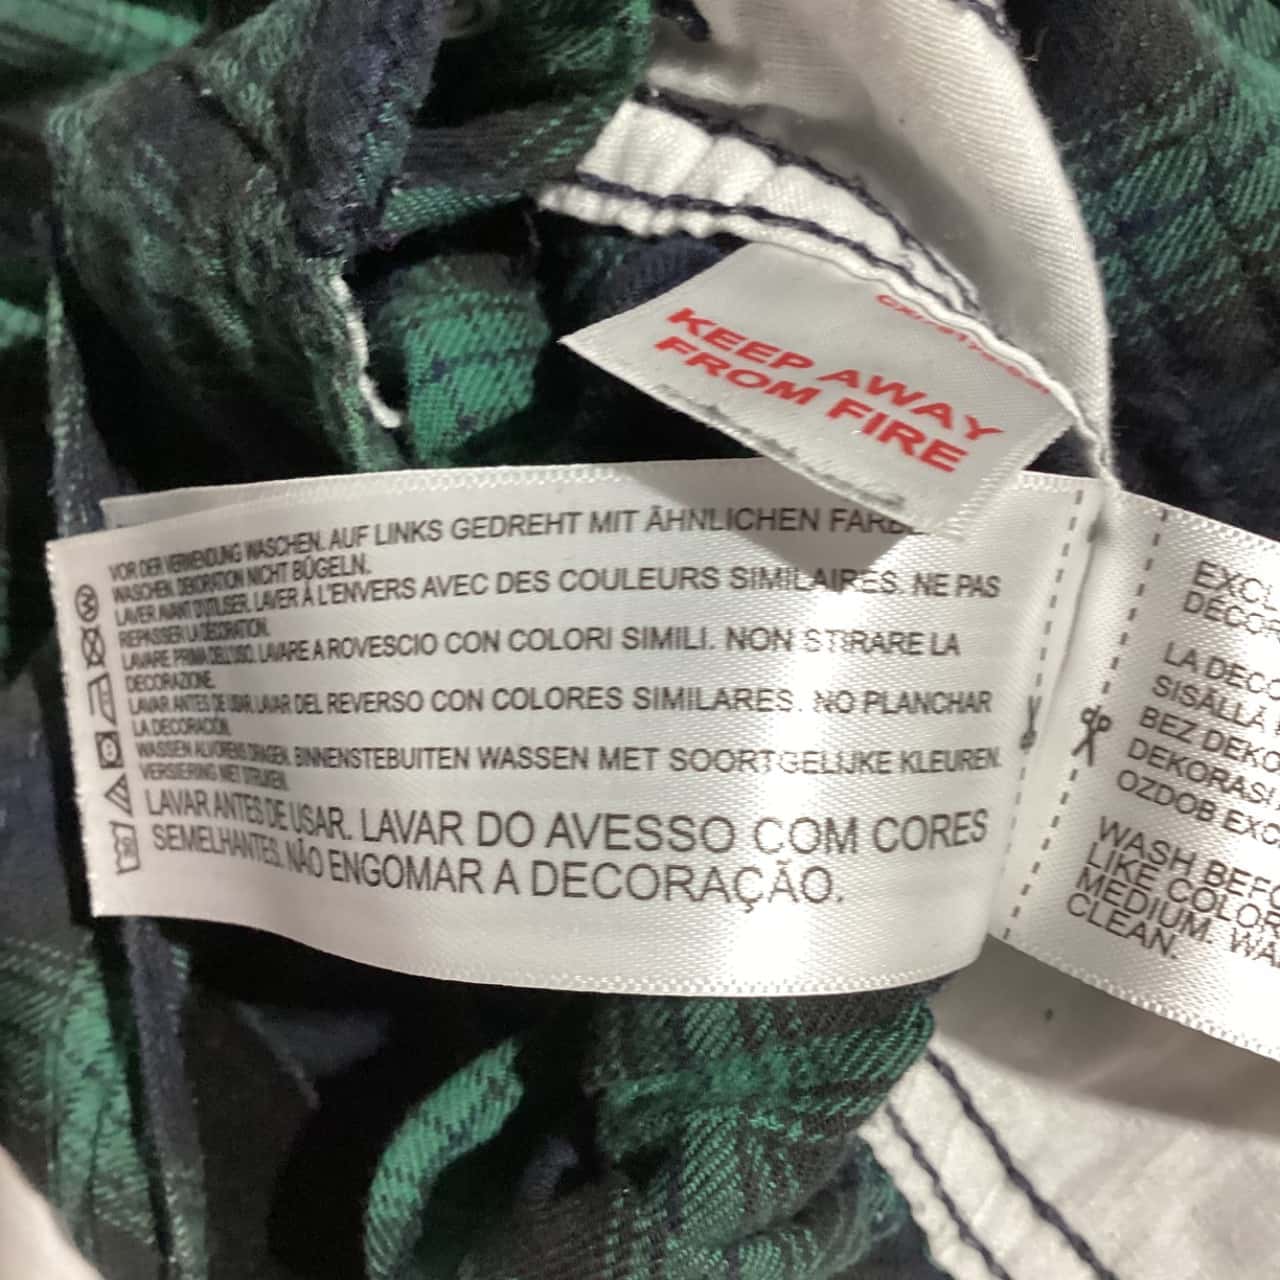 KEEP AWAY
FROM FIRE
VOR DER VERWENDUNG WASCHEN. AUF LINKS GEDREHT MIT ÄHNLICHEN
WASCHEN. DEKORATION NICHT BÜGELN.
LAVER AVANT D'UTILISER. LAVER À L'ENVERS AVEC DES COULEURS SIMILAIRES. NE PAS
REPASSER LA DÉCORATION.
LAVARE PRIMA DELL'USO. LAVARE A ROVESCIO CON COLORI SIMILI. NON STIRARE LA
DECORAZIONE.
LAVAR ANTES DE USAR. LAVAR DEL REVERSO CON COLORES SIMILARES. NO PLANCHAR
LA DECORACIÓN.
WASSEN ALVORENS DRAGEN. BINNENSTEBUITEN WASSEN MET SOORTGELIJKE KLEUREN.
VERSIERING NIET STRIJKEN.
LAVAR ANTES DE USAR. LAVAR DO AVESSO COM CORES
SEMELHANTES. NÃO ENGOMAR A DECORAÇÃO.
EXCL
DECOR
LA DECO
SISÄLLÄ
BEZ DEKO
DEKORASI
OZDOB EXC
WASH BEFO
LIKE COLOR
MEDIUM. WA
CLEAN.